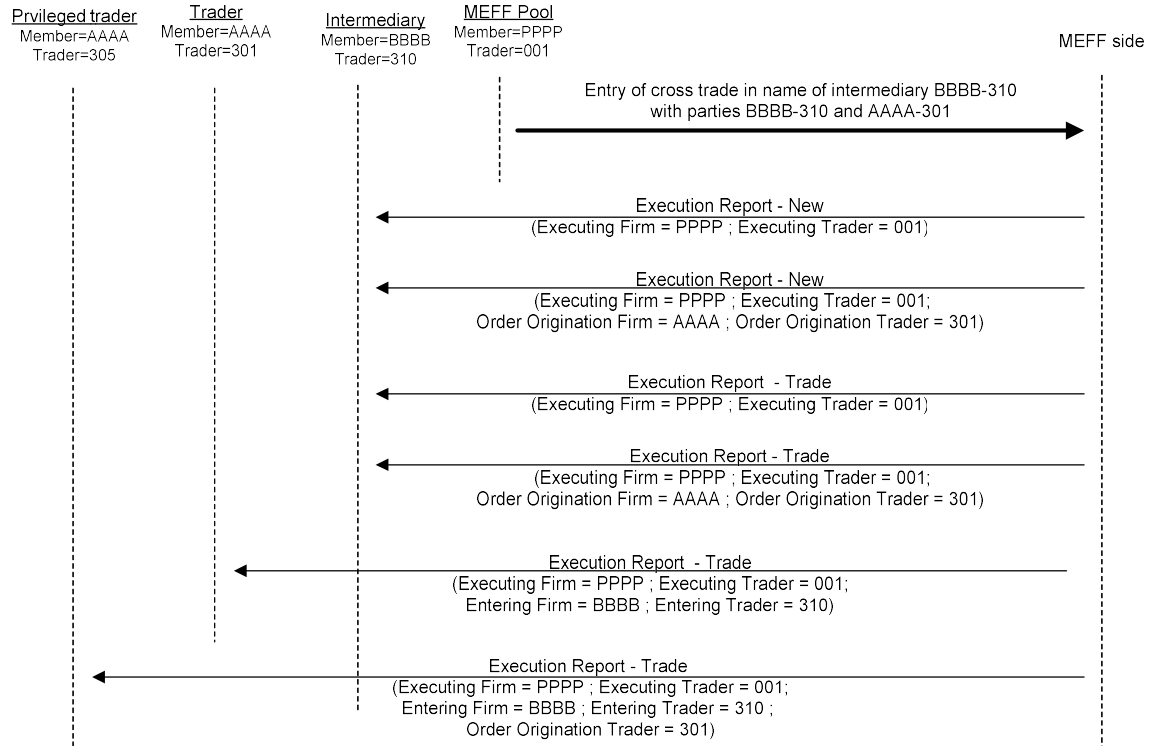 Prvileged trader
Member=AAAA
Trader=305
Trader
Member=AAAA
Trader=301
Intermediary
Member=BBBB
Trader=310
MEFF Pool
Member=PPPP
Trader=001
MEFF side
Entry of cross trade in name of intermediary BBBB-310
with parties BBBB-310 and AAAA-301
Execution Report - New
(Executing Firm = PPPP ; Executing Trader = 001)
Execution Report - New
(Executing Firm = PPPP ; Executing Trader = 001;
Order Origination Firm = AAAA ; Order Origination Trader = 301)
Execution Report - Trade
(Executing Firm = PPPP ; Executing Trader = 001)
Execution Report - Trade
(Executing Firm = PPPP ; Executing Trader = 001;
Order Origination Firm = AAAA ; Order Origination Trader = 301)
Execution Report - Trade
(Executing Firm = PPPP ; Executing Trader = 001;
Entering Firm = BBBB ; Entering Trader = 310)
Execution Report - Trade
(Executing Firm = PPPP ; Executing Trader = 001;
Entering Firm = BBBB ; Entering Trader = 310 ;
Order Origination Trader = 301)